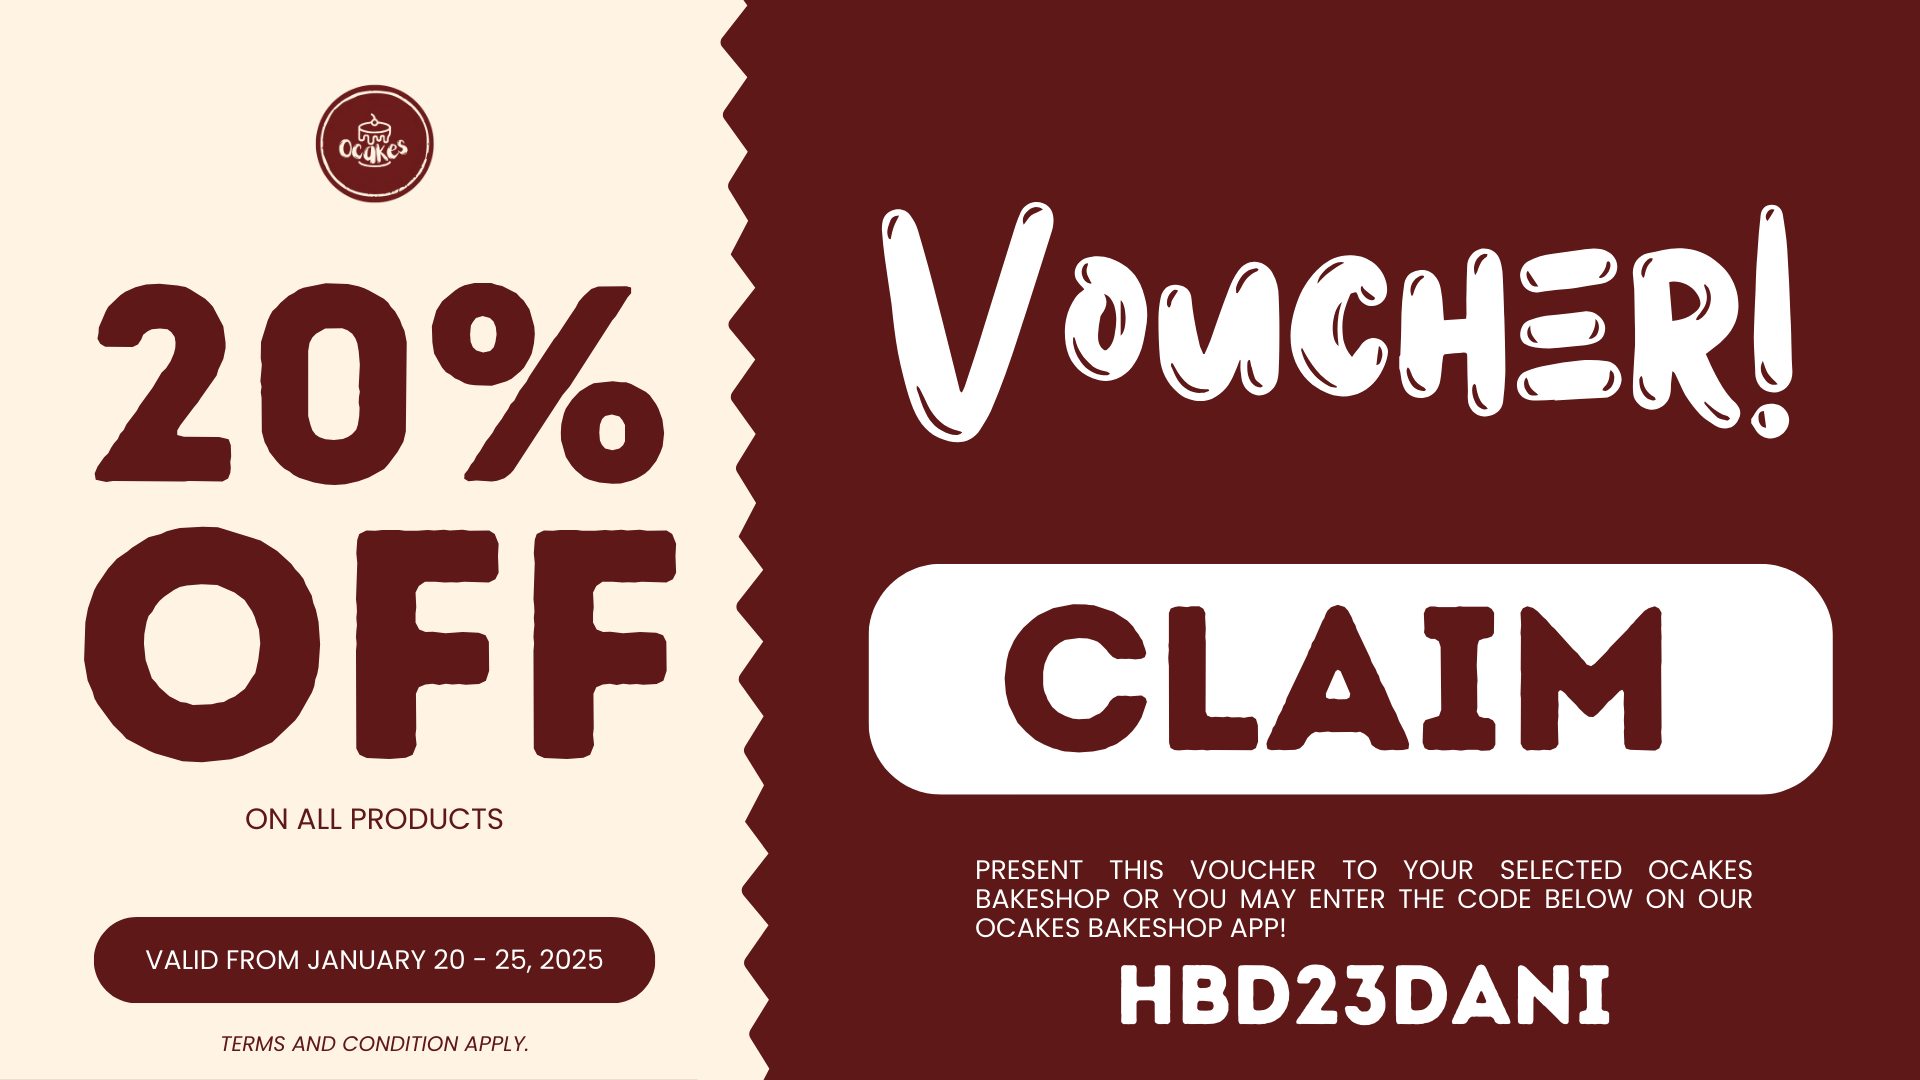 Ocakes
20%
OFF
ON ALL PRODUCTS
VALID FROM JANUARY 20 - 25, 2025
TERMS AND CONDITION APPLY.
VOUCHER!
CLAIM
PRESENT THIS VOUCHER TO YOUR SELECTED OCAKES
BAKESHOP OR YOU MAY ENTER THE CODE BELOW ON OUR
OCAKES BAKESHOP APP!
HBD23DANI